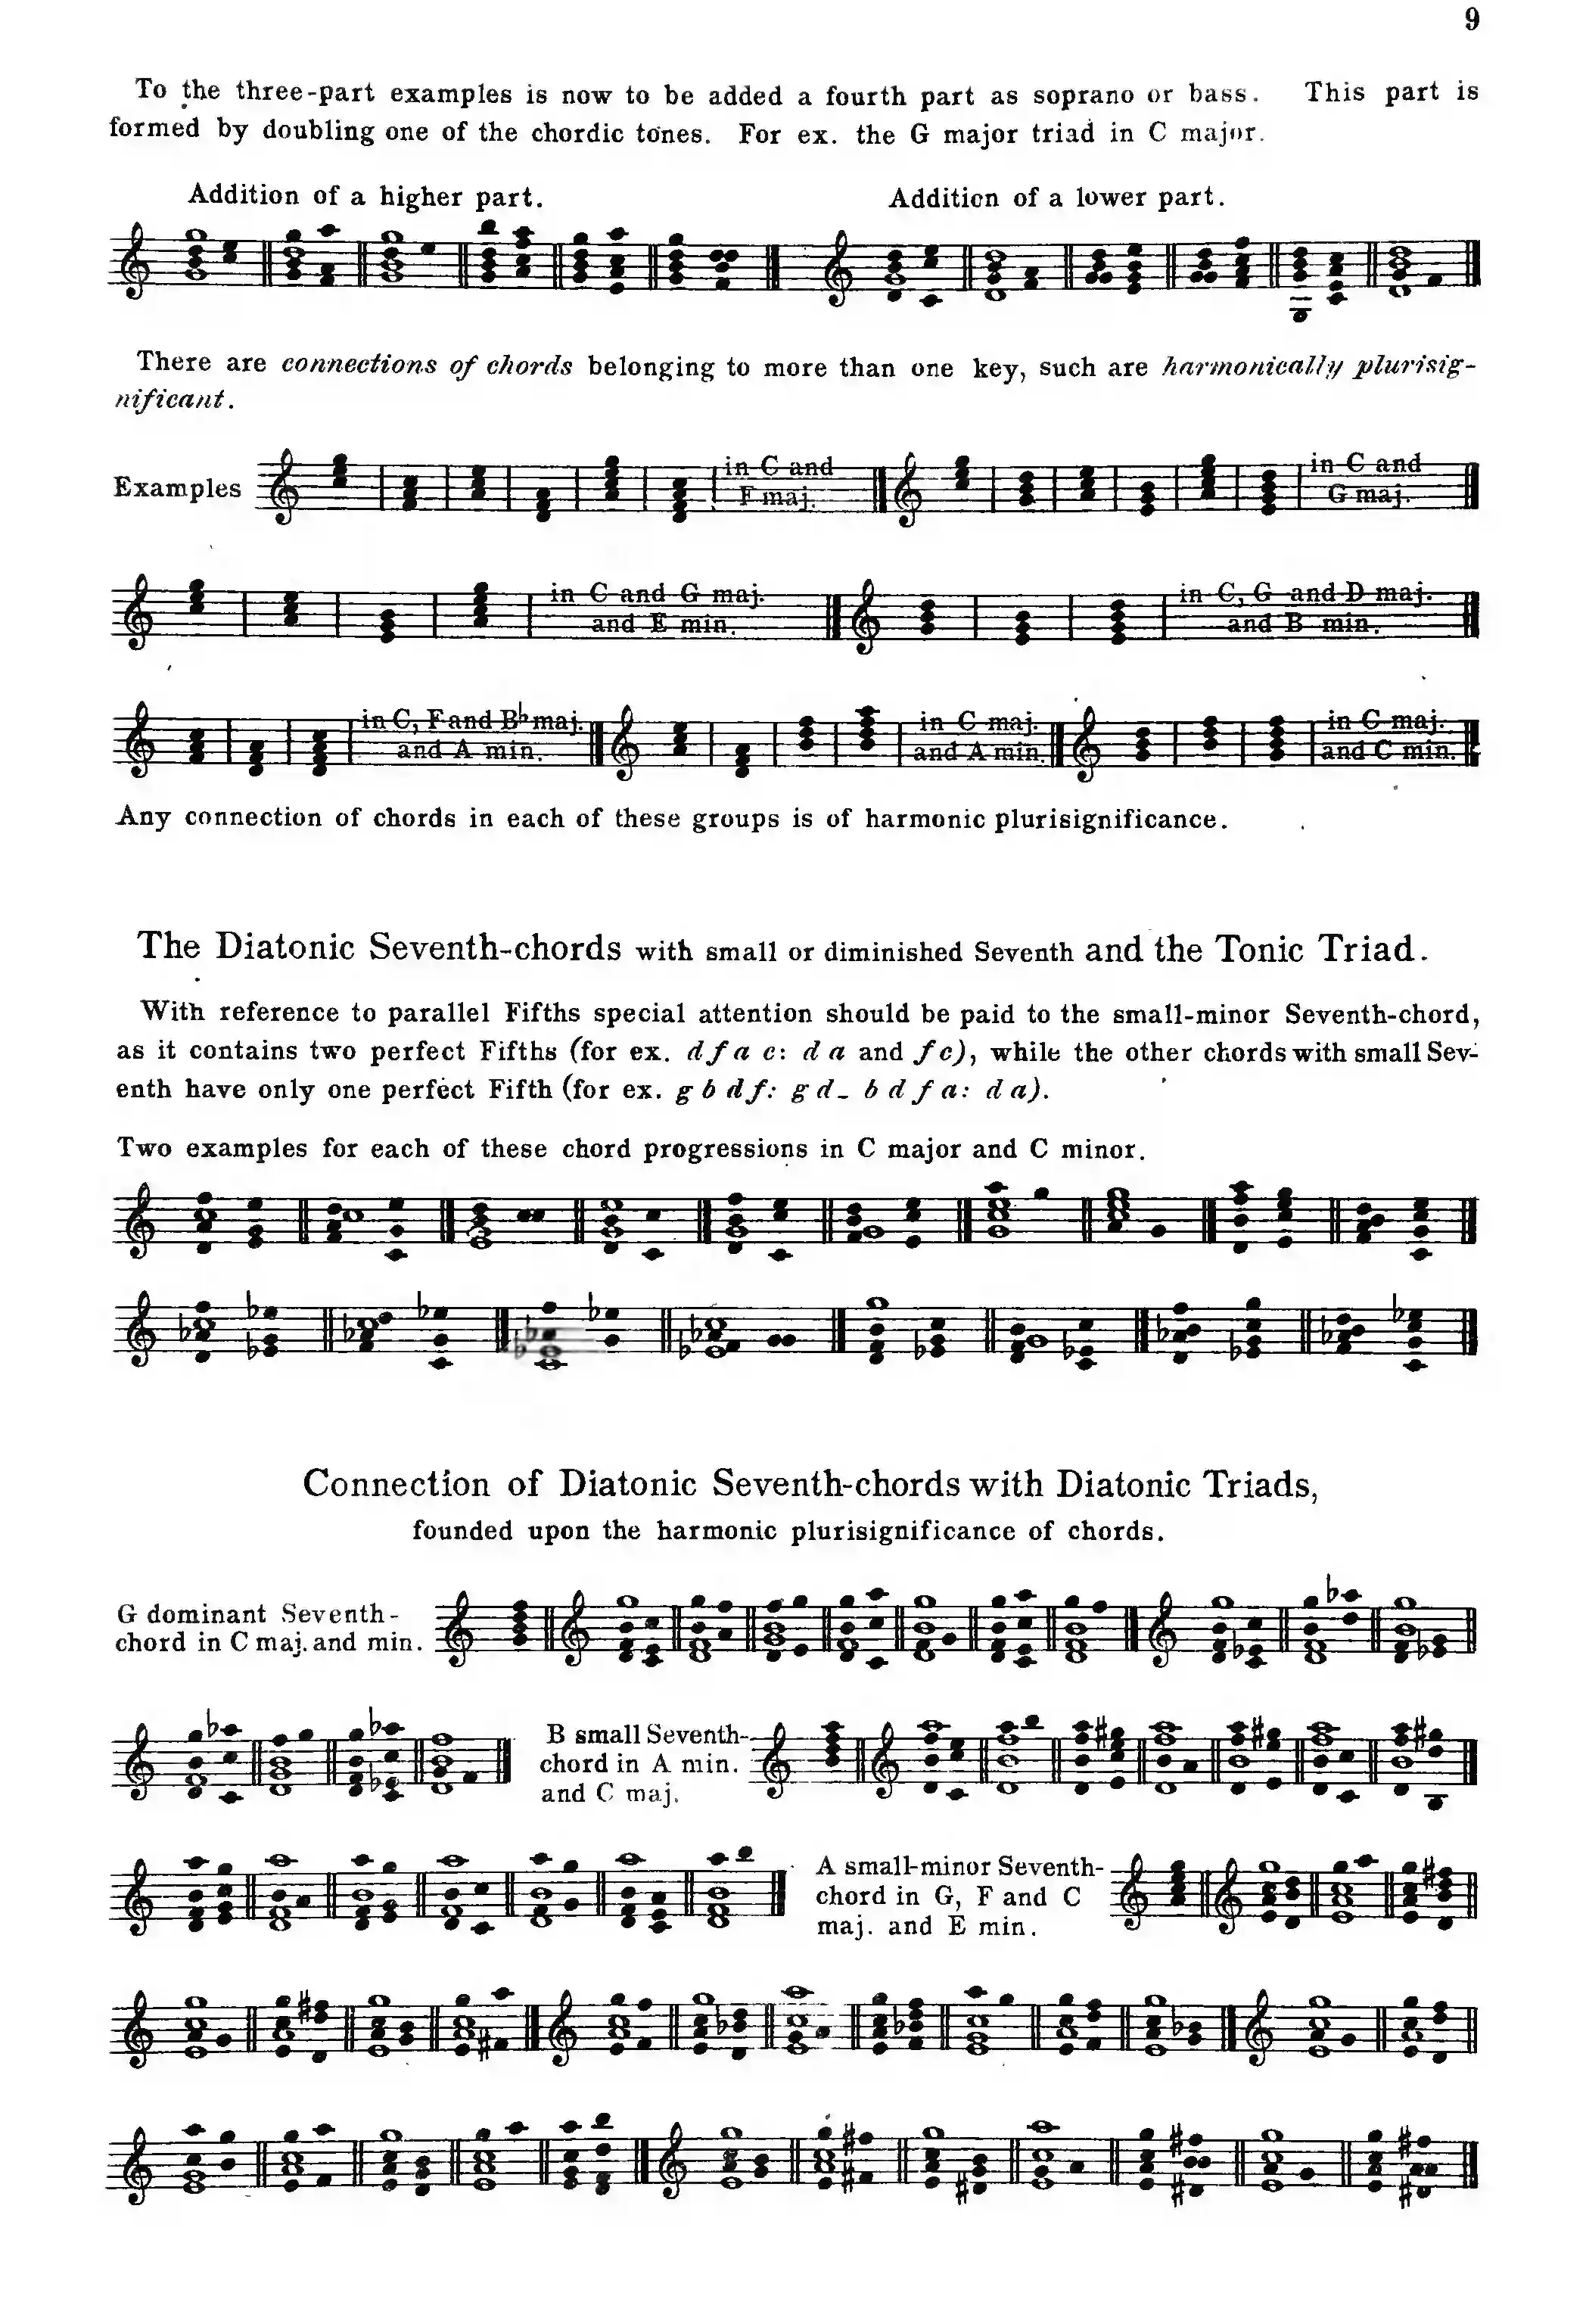 9
To the three-part examples is now to be added a fourth part as soprano or bass. This part is
formed by doubling one of the chordic tones. For ex. the G major triad in C major.
Addition of a higher part. Addition of a lower part.
There are connections of chords belonging to more than one key, such are harmonically plurisig-
nificant.
Examples
in C and
F maj.
in C and
G maj.
in C and G maj.
and E min.
in C, G and D maj.
and B min.
in C, F and B♭ maj.
and A min.
in C maj.
and A min.
in C maj.
and C min.
Any connection of chords in each of these groups is of harmonic plurisignificance.
The Diatonic Seventh-chords with small or diminished Seventh and the Tonic Triad.
With reference to parallel Fifths special attention should be paid to the small-minor Seventh-chord,
as it contains two perfect Fifths (for ex. d f a c: d a and f c), while the other chords with small Sev-
enth have only one perfect Fifth (for ex. g b d f: g d_ b d f a: d a).
Two examples for each of these chord progressions in C major and C minor.
Connection of Diatonic Seventh-chords with Diatonic Triads,
founded upon the harmonic plurisignificance of chords.
G dominant Seventh-
chord in C maj. and min.
B small Seventh-
chord in A min.
and C maj.
A small-minor Seventh-
chord in G, F and C
maj. and E min.